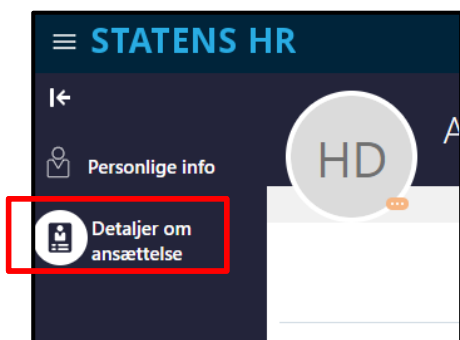 STATENS HR
Personlige info
HD
A
Detaljer om
ansættelse